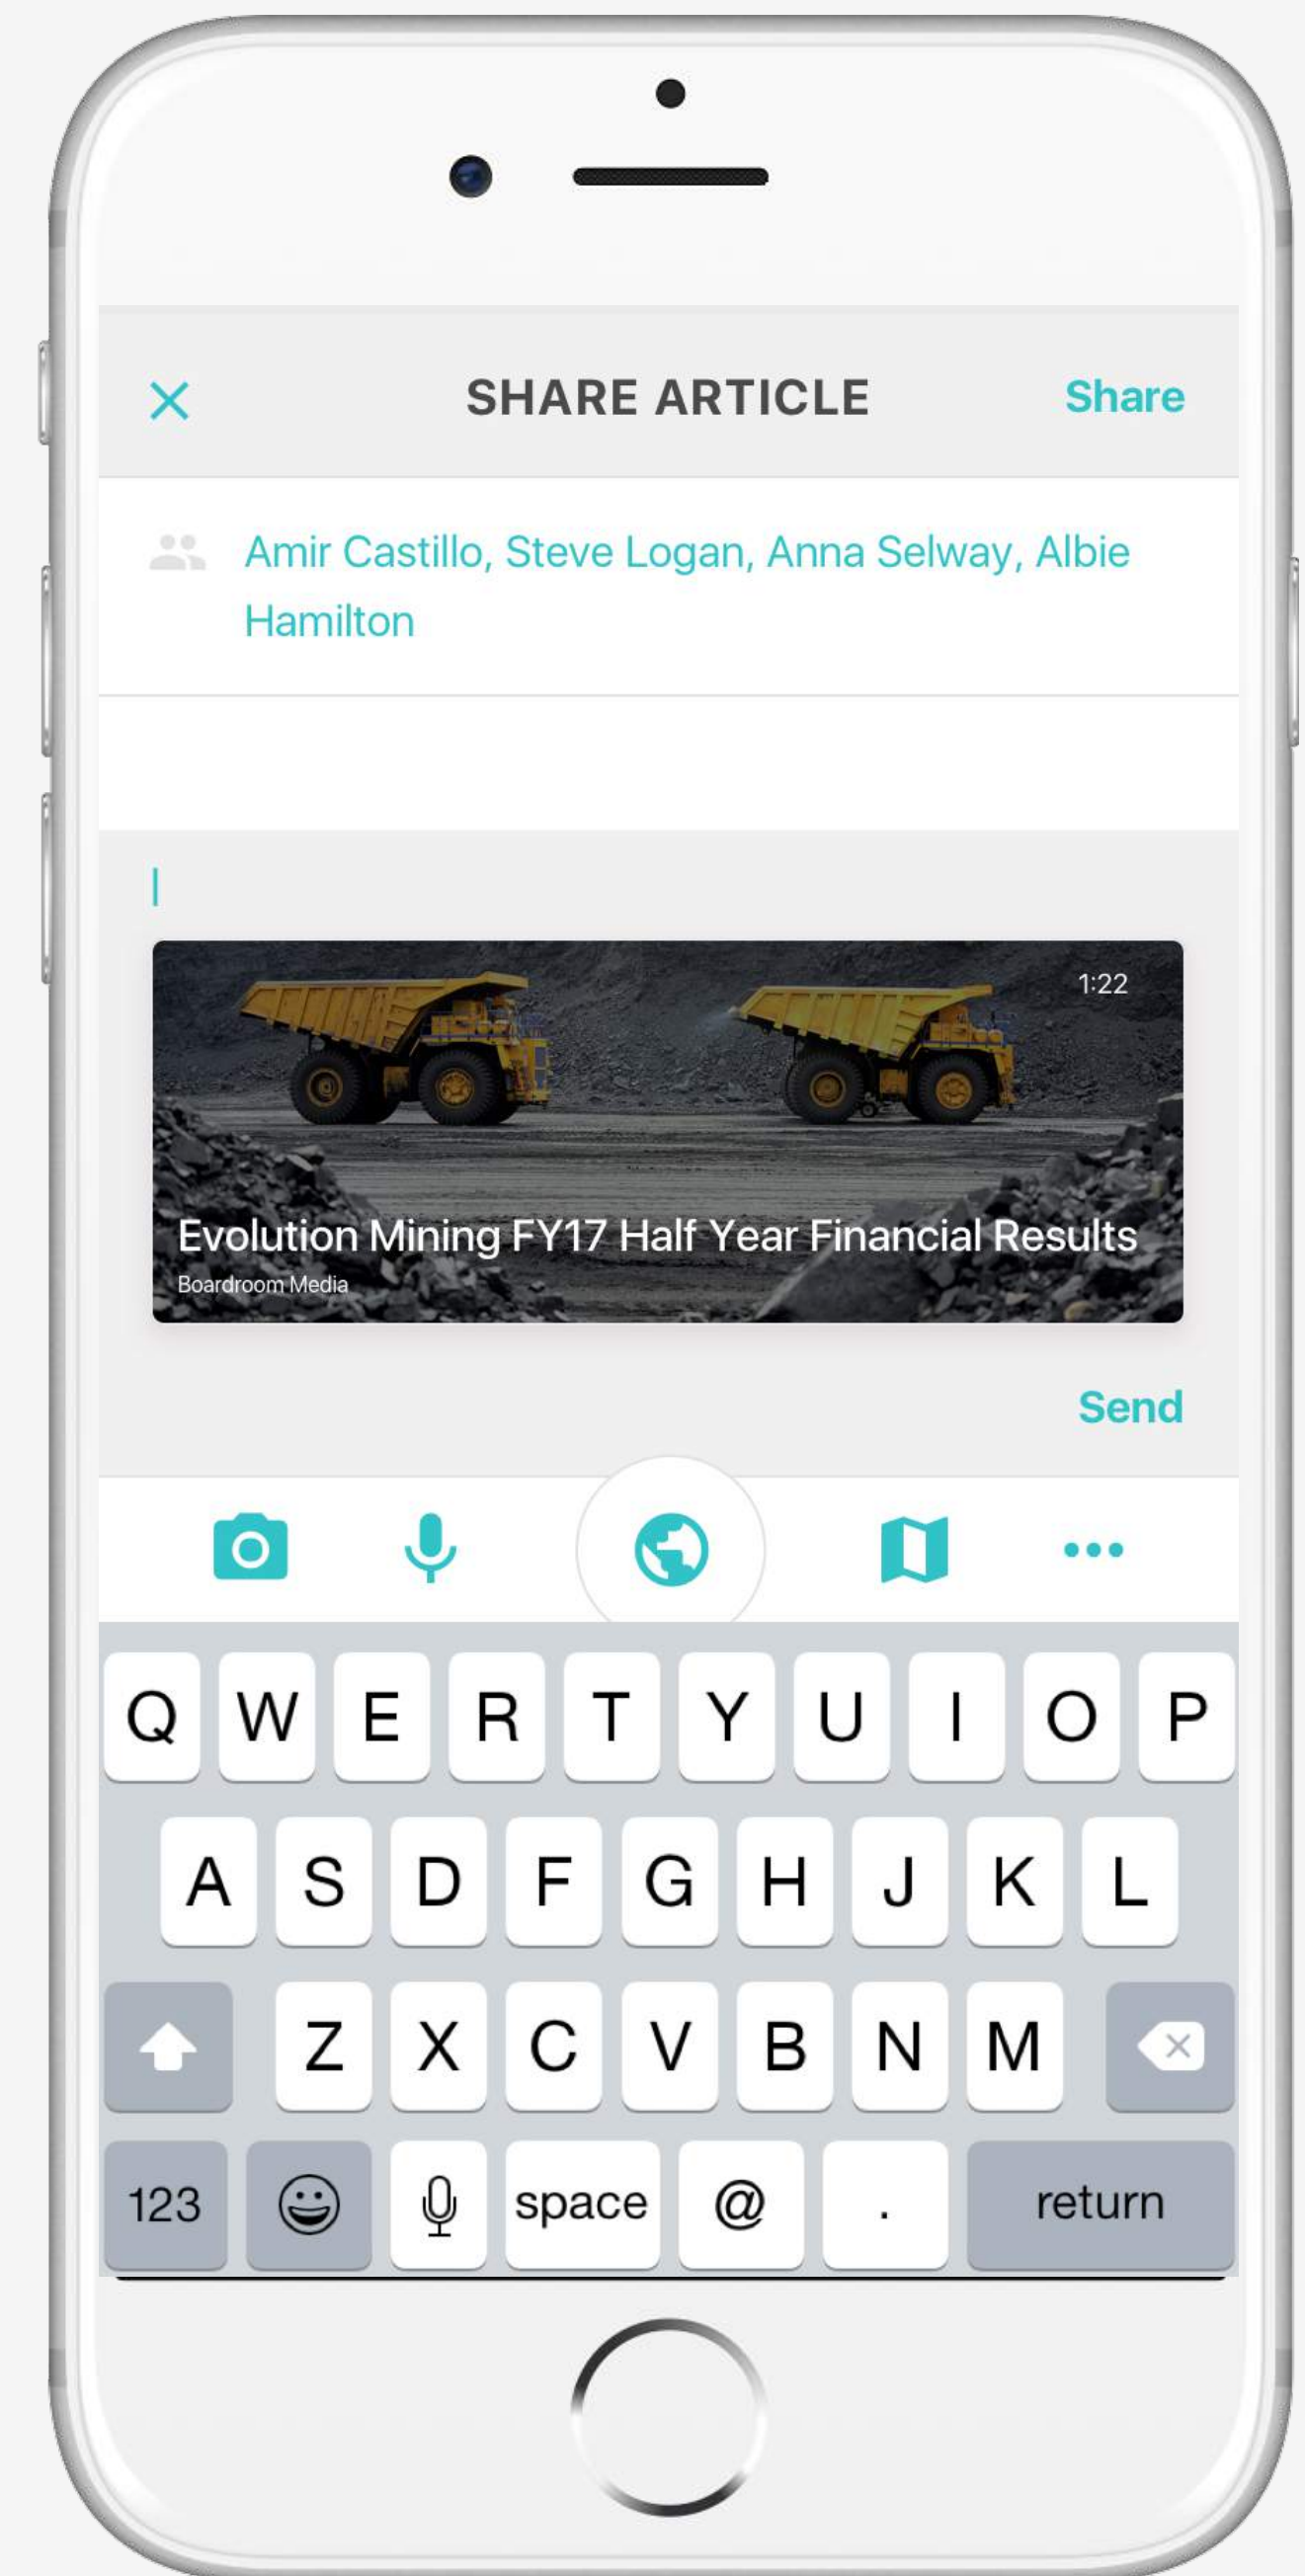 SHARE ARTICLE
Share
Amir Castillo, Steve Logan, Anna Selway, Albie
Hamilton
1:22
Evolution Mining FY17 Half Year Financial Results
Boardroom Media
Send
Q W E R T Y U I O P
A S D F G H J K L
Z X C V B N M
123 space @ . return